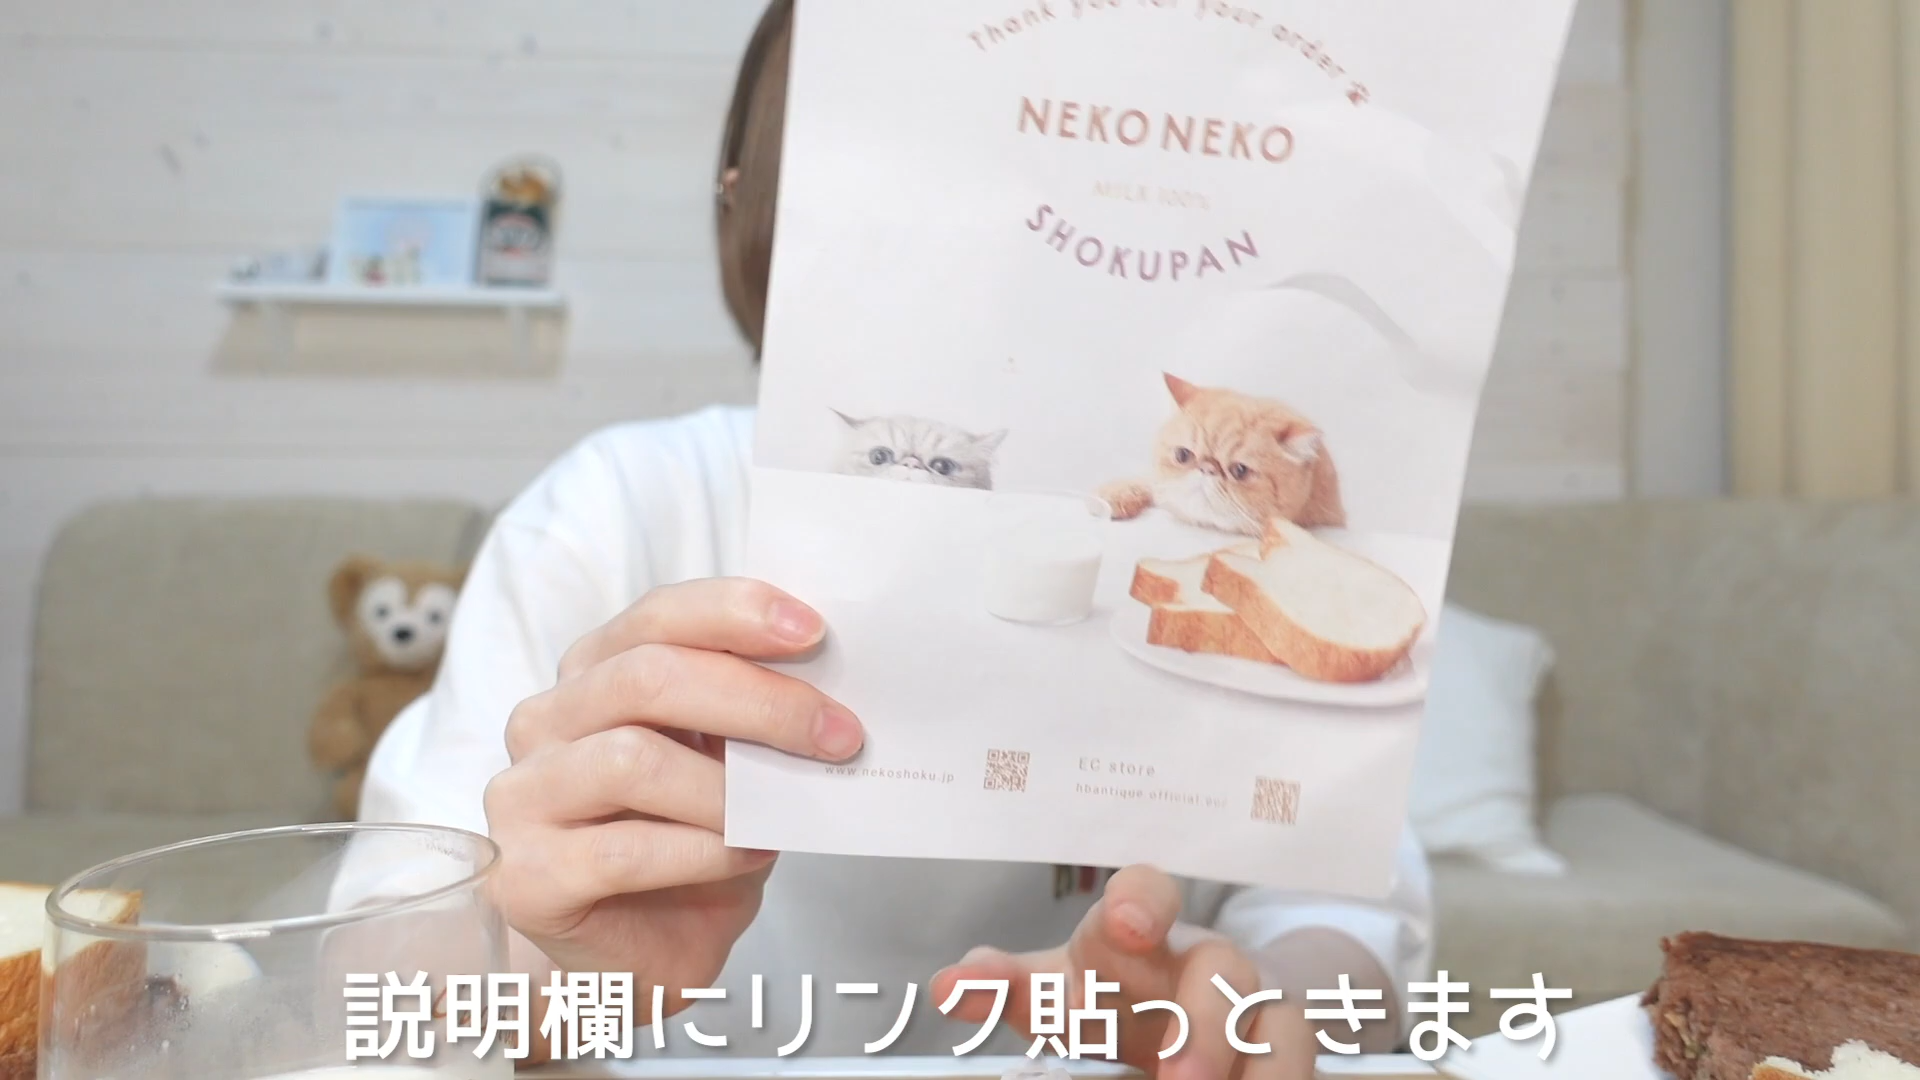 Thank you for your order
NEKO NEKO
MILK 100%
SHOKUPAN
www.nekoshoku.jp
EC store
説明欄にリンク貼っときます